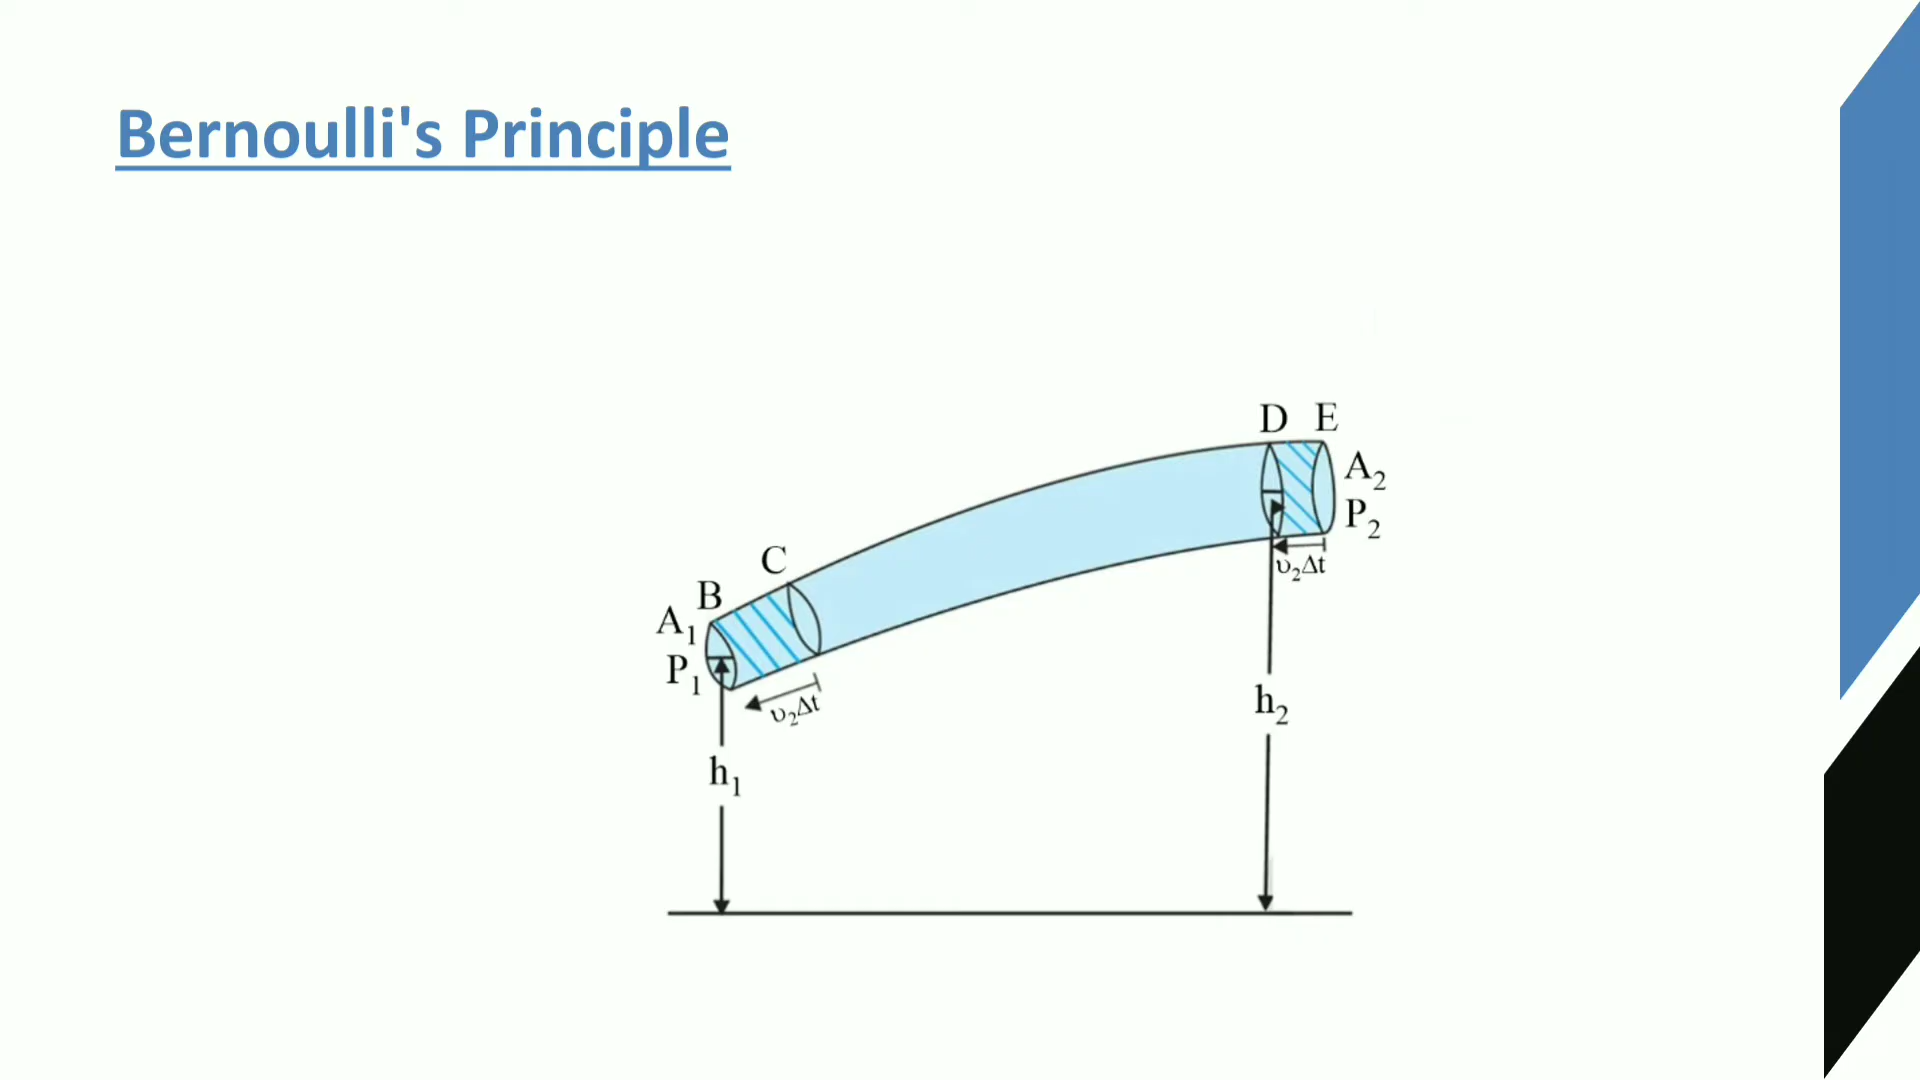 Bernoulli's Principle
D E
A₂
P₂
υ₂Δt
C
B
A₁
P₁
υ₂Δt
h₂
h₁